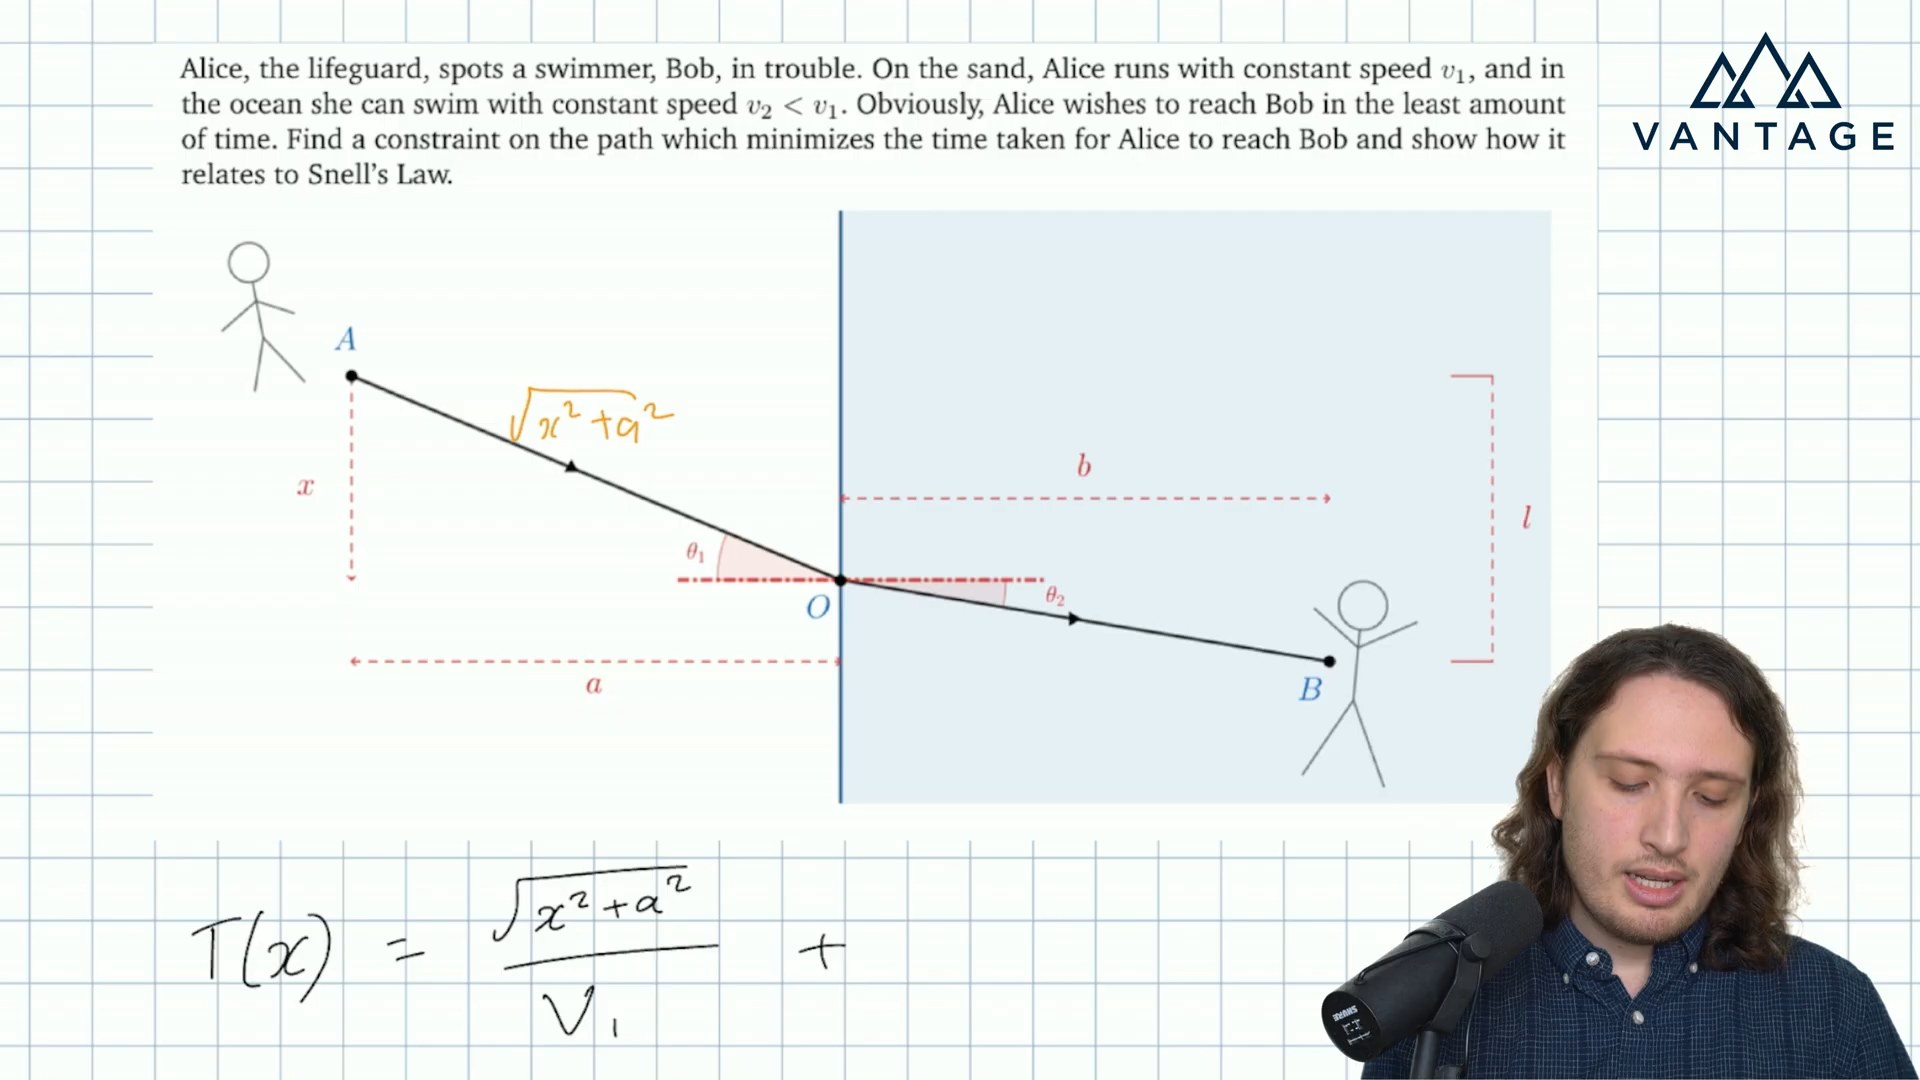 Alice, the lifeguard, spots a swimmer, Bob, in trouble. On the sand, Alice runs with constant speed v₁, and in
the ocean she can swim with constant speed v₂ < v₁. Obviously, Alice wishes to reach Bob in the least amount
of time. Find a constraint on the path which minimizes the time taken for Alice to reach Bob and show how it
relates to Snell's Law.
VANTAGE
A
√(x² + a²)
x
b
l
θ₁
θ₂
O
a
B
T(x) = √(x² + a²) / V₁ +
SHURE